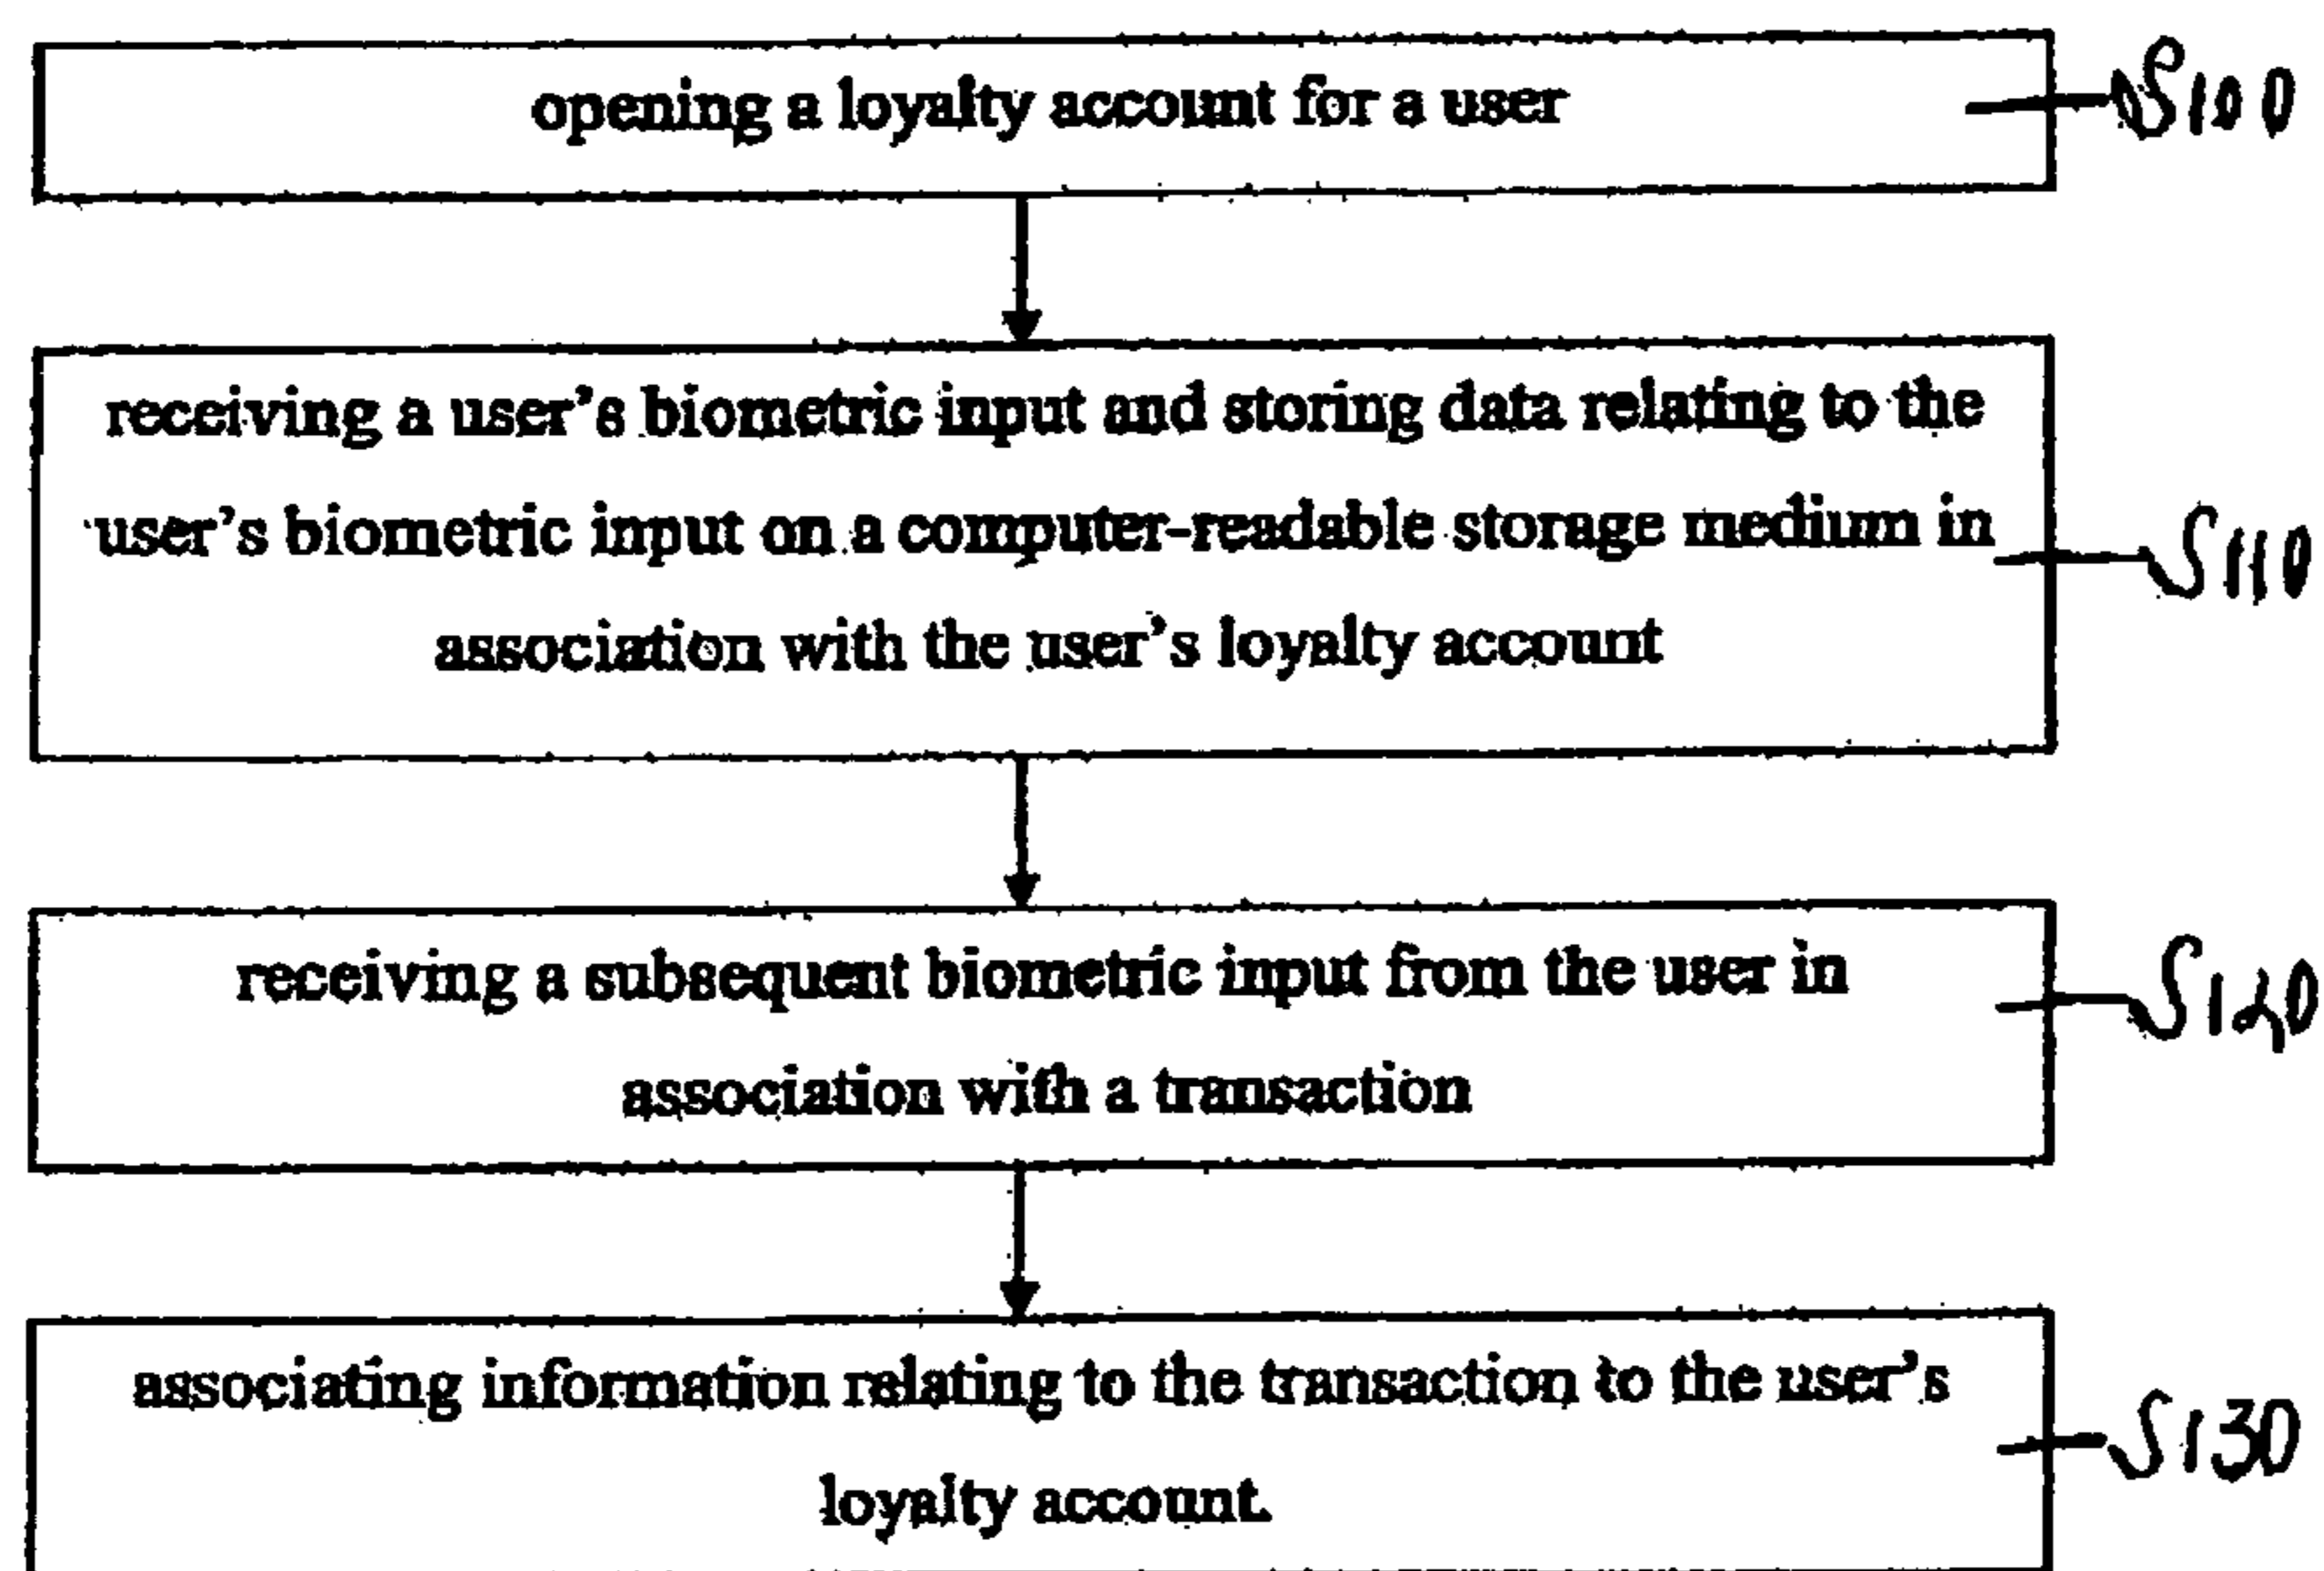 opening a loyalty account for a user
S100
receiving a user's biometric input and storing data relating to the
user's biometric input on a computer-readable storage medium in
association with the user's loyalty account
S110
receiving a subsequent biometric input from the user in
association with a transaction
S120
associating information relating to the transaction to the user's
loyalty account.
S130